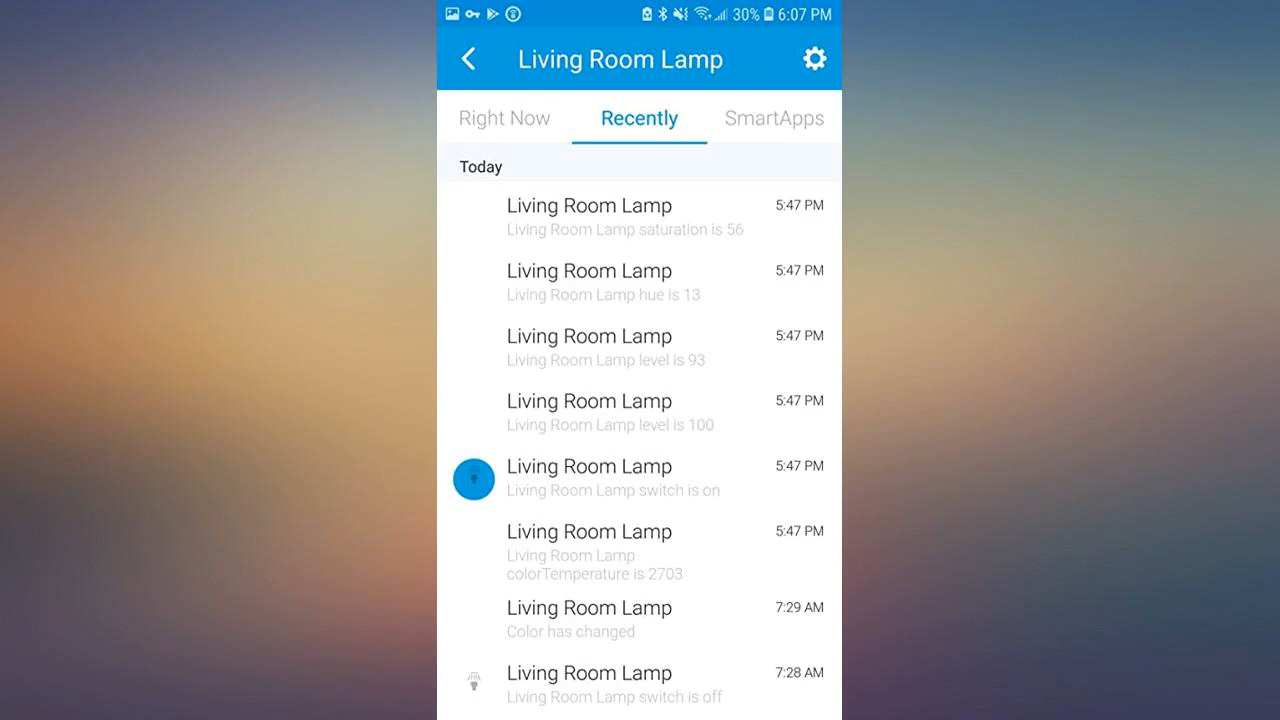 30% 6:07 PM
Living Room Lamp
Right Now Recently SmartApps
Today
Living Room Lamp 5:47 PM
Living Room Lamp saturation is 56
Living Room Lamp 5:47 PM
Living Room Lamp hue is 13
Living Room Lamp 5:47 PM
Living Room Lamp level is 93
Living Room Lamp 5:47 PM
Living Room Lamp level is 100
Living Room Lamp 5:47 PM
Living Room Lamp switch is on
Living Room Lamp 5:47 PM
Living Room Lamp
colorTemperature is 2703
Living Room Lamp 7:29 AM
Color has changed
Living Room Lamp 7:28 AM
Living Room Lamp switch is off